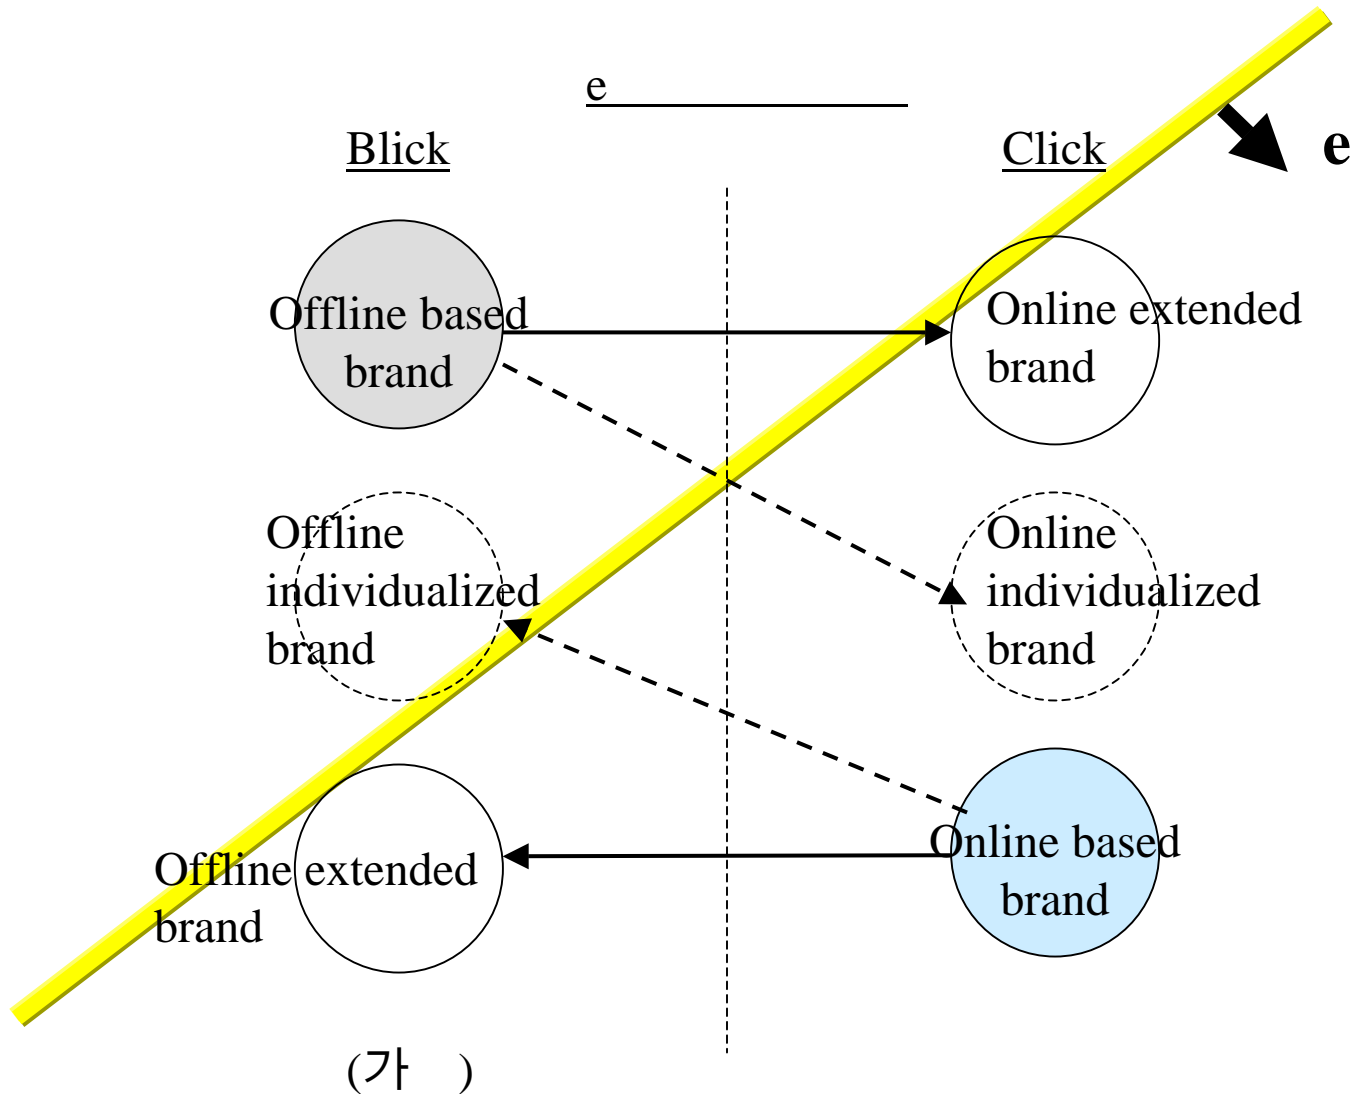 e
Blick
Click
e
Offline based
brand
Online extended
brand
Offline
individualized
brand
Online
individualized
brand
Offline extended
brand
Online based
brand
(가 )